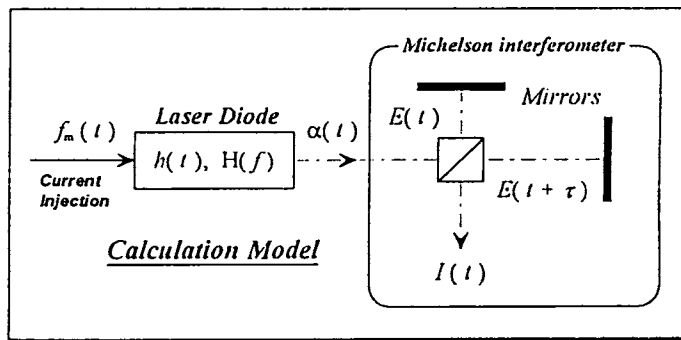 Michelson interferometer
Laser Diode
Mirrors
f_m(t)
α(t)
E(t)
h(t), H(f)
Current
Injection
E(t + τ)
Calculation Model
I(t)